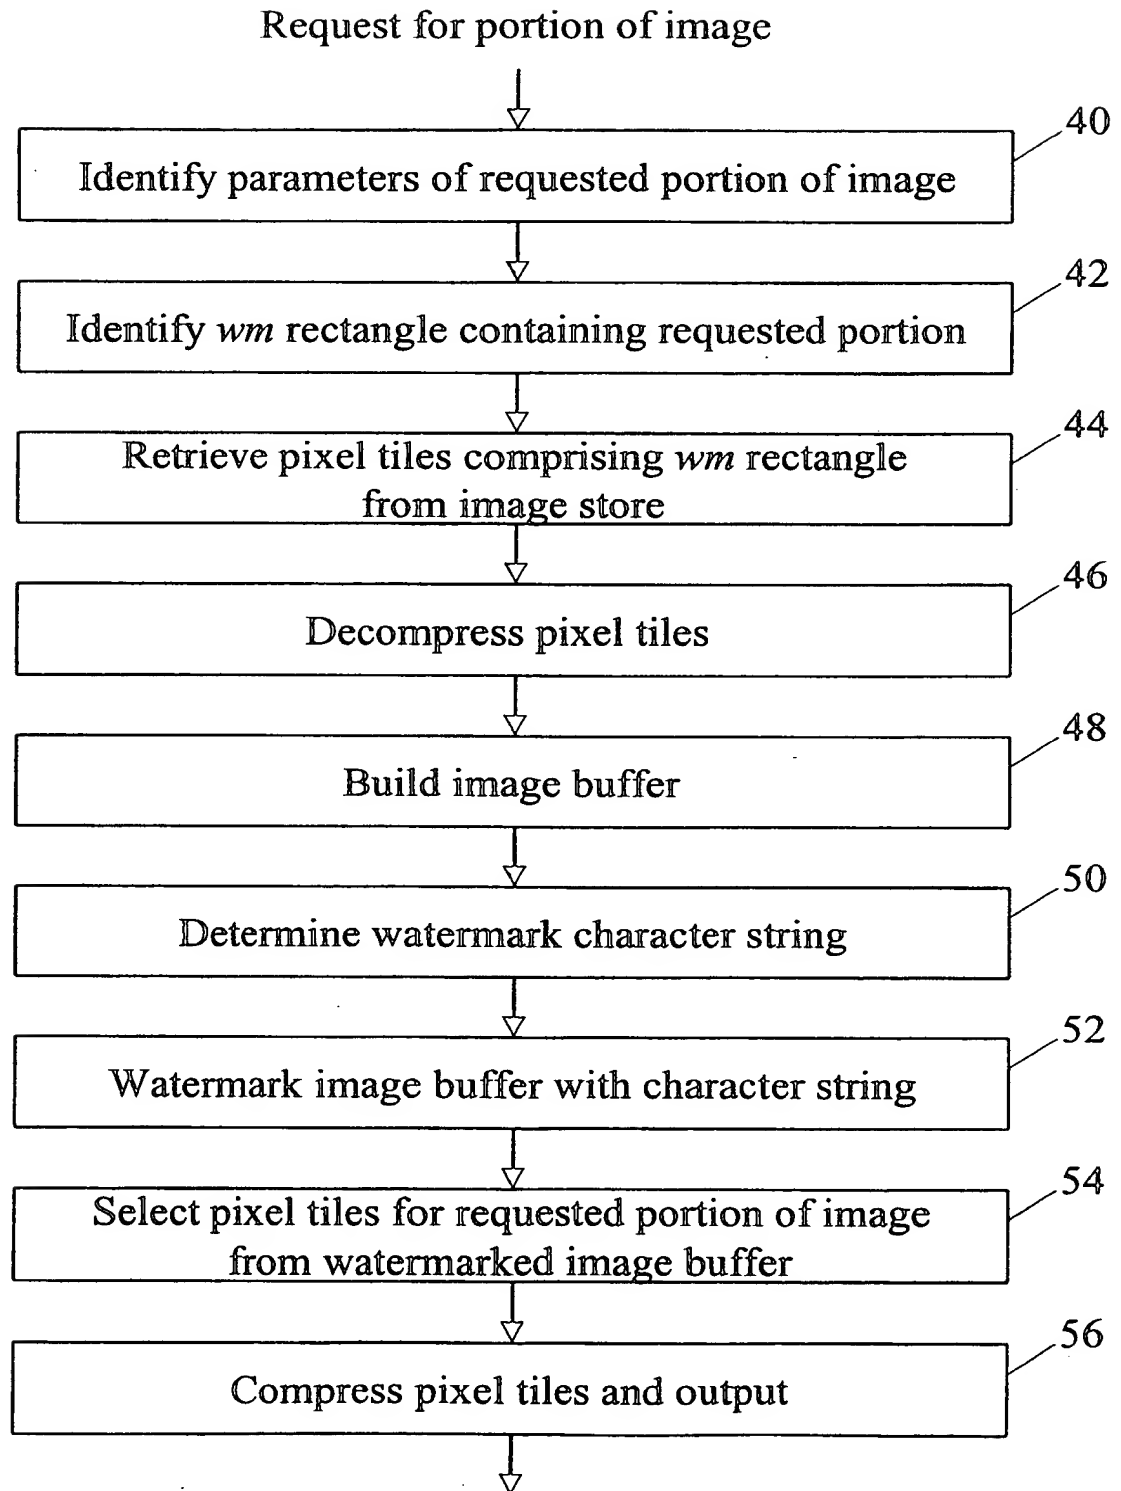 Request for portion of image
40
Identify parameters of requested portion of image
42
Identify wm rectangle containing requested portion
44
Retrieve pixel tiles comprising wm rectangle
from image store
46
Decompress pixel tiles
48
Build image buffer
50
Determine watermark character string
52
Watermark image buffer with character string
54
Select pixel tiles for requested portion of image
from watermarked image buffer
56
Compress pixel tiles and output